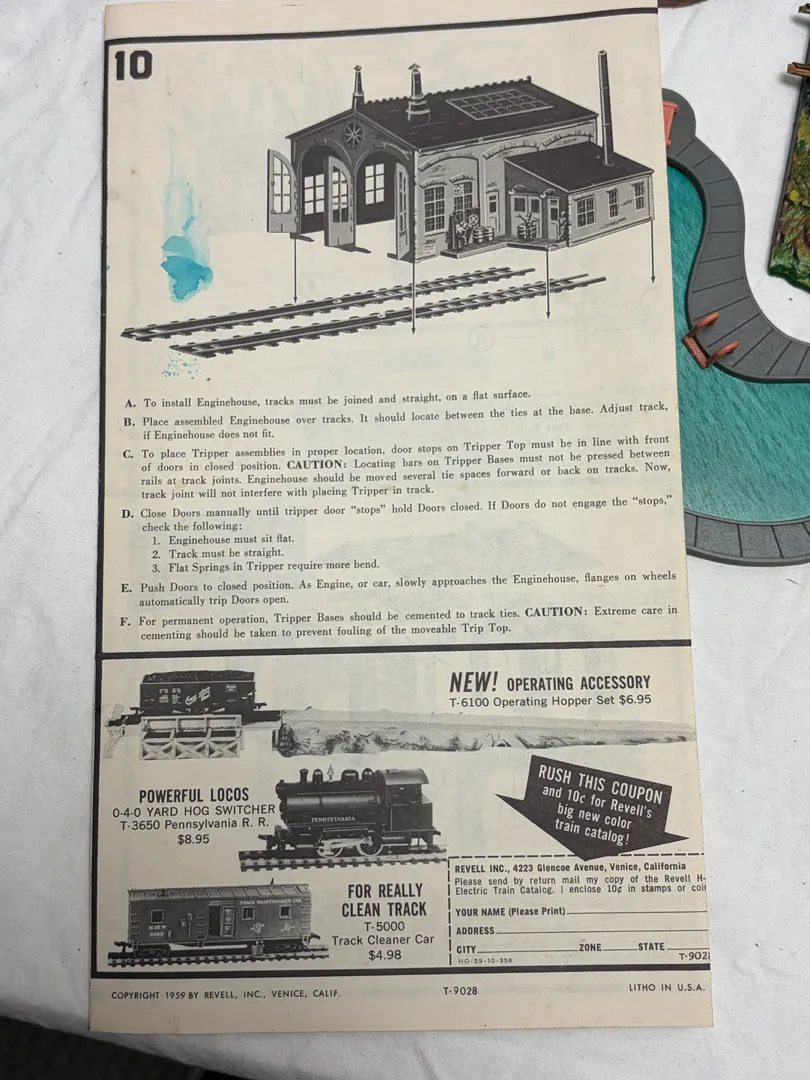 10
A. To install Enginehouse, tracks must be joined and straight, on a flat surface.
B. Place assembled Enginehouse over tracks. It should locate between the ties at the base. Adjust track,
if Enginehouse does not fit.
C. To place Tripper assemblies in proper location, door stops on Tripper Top must be in line with front
of doors in closed position. CAUTION: Locating bars on Tripper Bases must not be pressed between
rails at track joints. Enginehouse should be moved several tie spaces forward or back on tracks. Now,
track joint will not interfere with placing Tripper in track.
D. Close Doors manually until tripper door “stops” hold Doors closed. If Doors do not engage the “stops,”
check the following:
1. Enginehouse must sit flat.
2. Track must be straight.
3. Flat Springs in Tripper require more bend.
E. Push Doors to closed position. As Engine, or car, slowly approaches the Enginehouse, flanges on wheels
automatically trip Doors open.
F. For permanent operation, Tripper Bases should be cemented to track ties. CAUTION: Extreme care in
cementing should be taken to prevent fouling of the moveable Trip Top.
NEW! OPERATING ACCESSORY
T-6100 Operating Hopper Set $6.95
POWERFUL LOCOS
0-4-0 YARD HOG SWITCHER
T-3650 Pennsylvania R. R.
$8.95
PENNSYLVANIA
RUSH THIS COUPON
and 10c for Revell's
big new color
train catalog!
TRACK MAINTENANCE CAR
FOR REALLY
CLEAN TRACK
T-5000
Track Cleaner Car
$4.98
REVELL INC., 4223 Glencoe Avenue, Venice, California
Please send by return mail my copy of the Revell H-
Electric Train Catalog. I enclose 10¢ in stamps or coi
YOUR NAME (Please Print)
ADDRESS
CITY ZONE STATE
HO-59-10-356 T-902
COPYRIGHT 1959 BY REVELL, INC., VENICE, CALIF. T-9028 LITHO IN U.S.A.